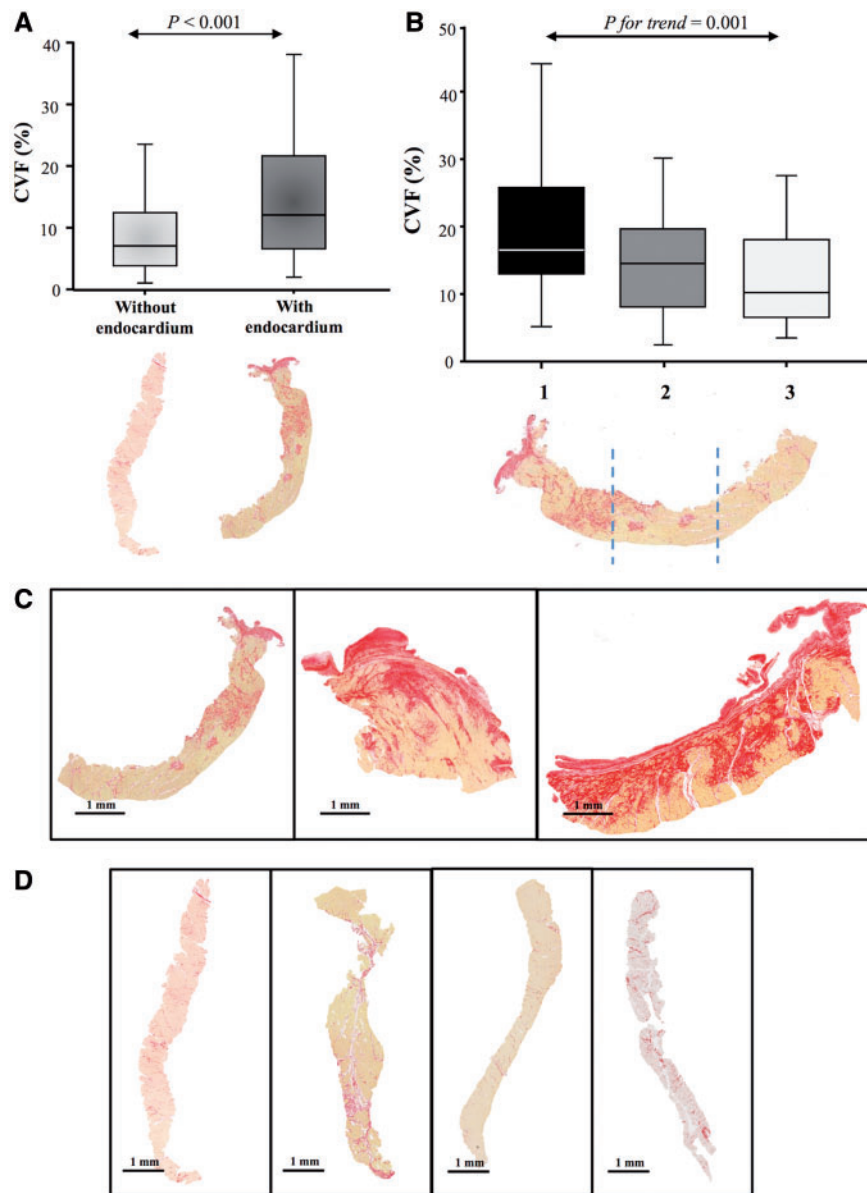 A
P < 0.001
CVF (%)
40
30
20
10
0
Without
endocardium
With
endocardium
B
P for trend = 0.001
CVF (%)
50
40
30
20
10
0
1
2
3
C
1 mm
1 mm
1 mm
D
1 mm
1 mm
1 mm
1 mm